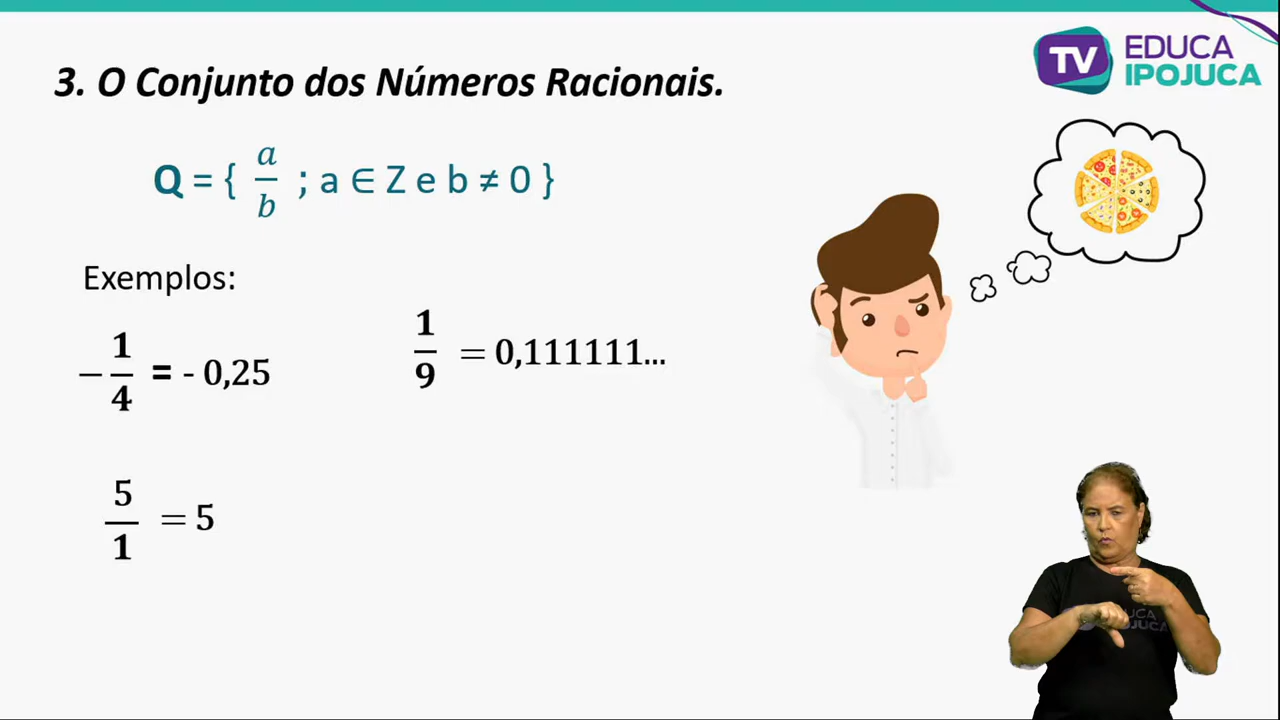 TV EDUCA
IPOJUCA
3. O Conjunto dos Números Racionais.
Q = { a/b ; a ∈ Z e b ≠ 0 }
Exemplos:
−1/4 = - 0,25
1/9 = 0,111111...
5/1 = 5
EDUCA
IPOJUCA